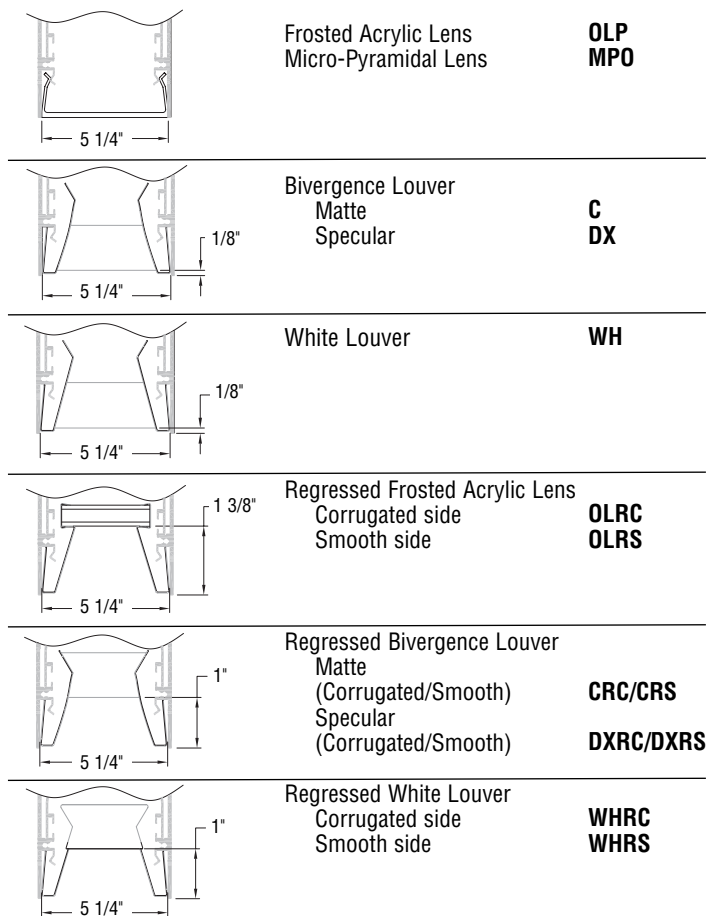 Frosted Acrylic Lens OLP
Micro-Pyramidal Lens MPO
5 1/4"
Bivergence Louver
Matte C
Specular DX
1/8"
5 1/4"
White Louver WH
1/8"
5 1/4"
Regressed Frosted Acrylic Lens
1 3/8"
Corrugated side OLRC
Smooth side OLRS
5 1/4"
Regressed Bivergence Louver
Matte
1"
(Corrugated/Smooth) CRC/CRS
Specular
(Corrugated/Smooth) DXRC/DXRS
5 1/4"
Regressed White Louver
Corrugated side WHRC
1"
Smooth side WHRS
5 1/4"